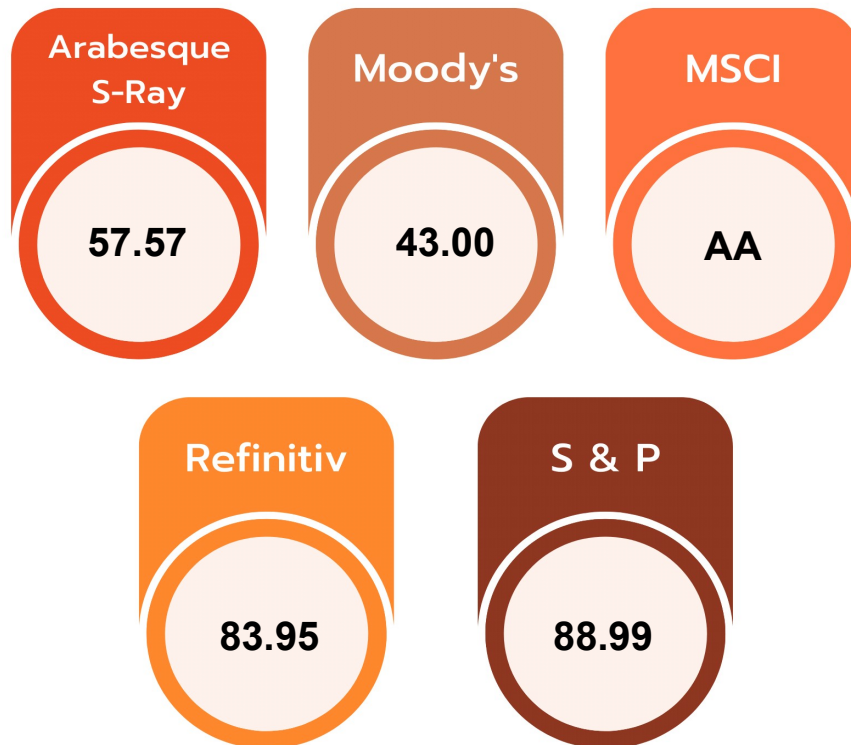 Arabesque
S-Ray
57.57
Moody's
43.00
MSCI
AA
Refinitiv
83.95
S & P
88.99